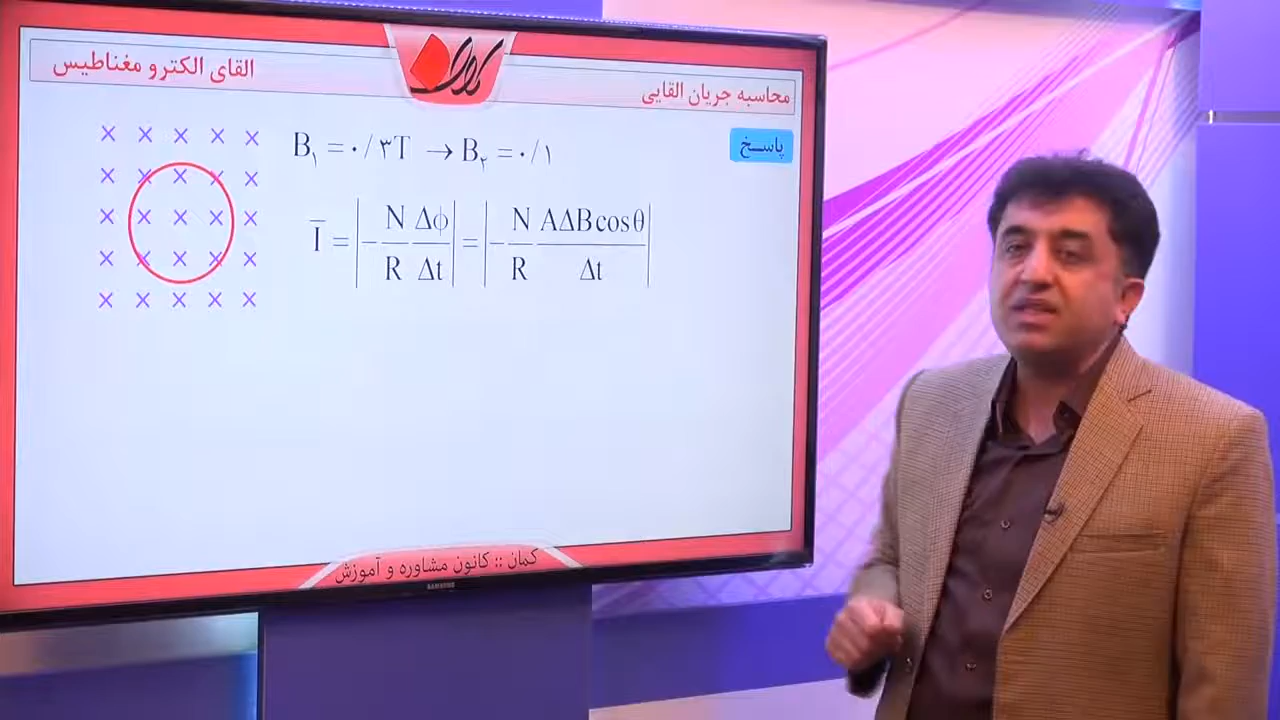 القای الکترو مغناطیس
محاسبه جریان القایی
کمان
پاسخ
B₁ = ۰/۳T → B₂ = ۰/۱
Ī = |−N/R Δϕ/Δt| = |−N/R AΔBcosθ/Δt|
کمان :: کانون مشاوره و آموزش
SAMSUNG